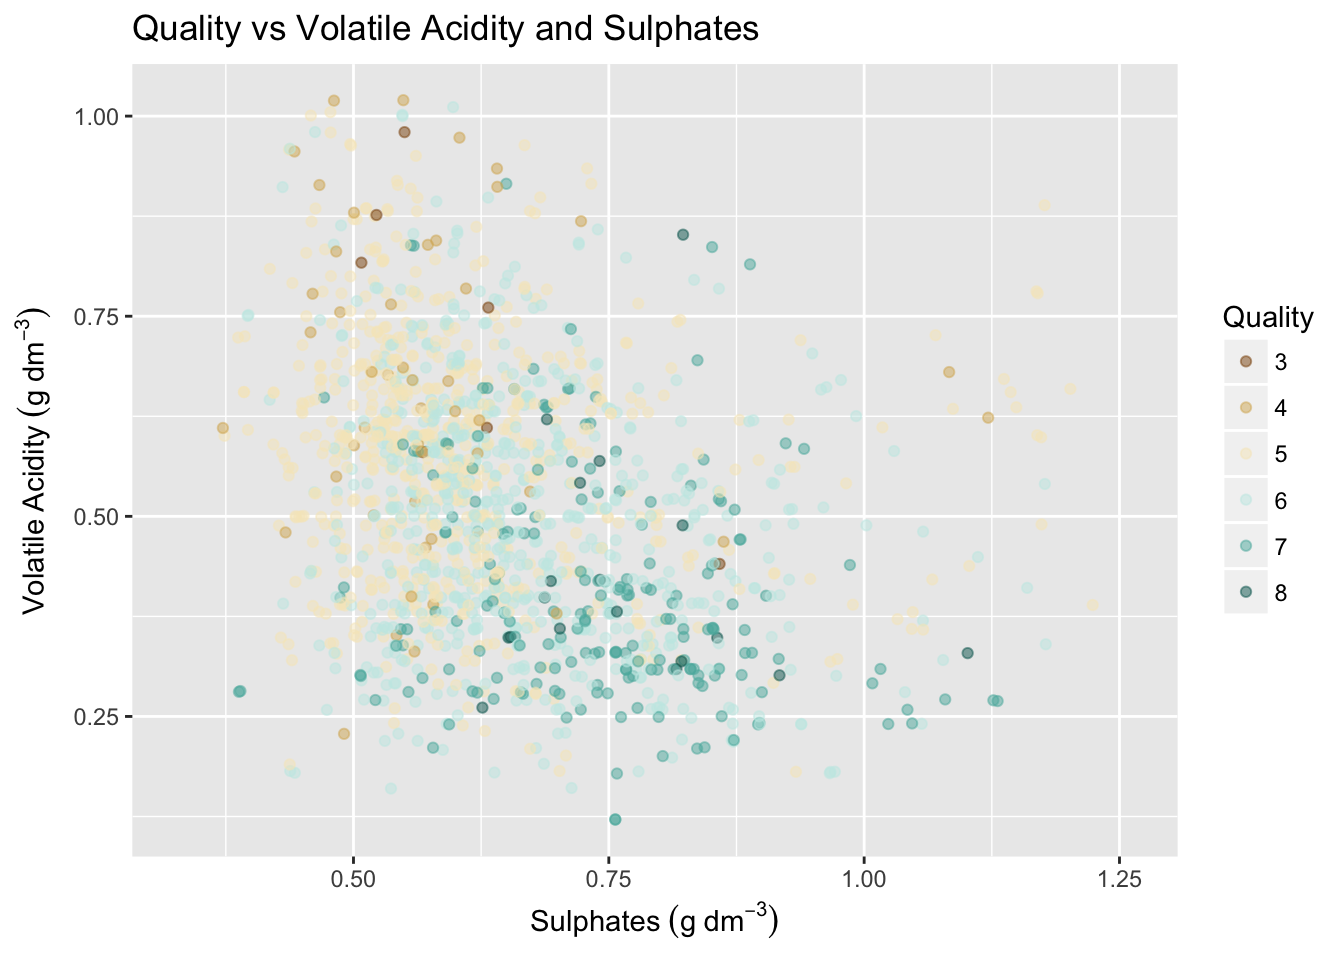 Quality vs Volatile Acidity and Sulphates
1.00
0.75
0.50
0.25
Volatile Acidity (g dm⁻³)
0.50 0.75 1.00 1.25
Sulphates (g dm⁻³)
Quality
3
4
5
6
7
8